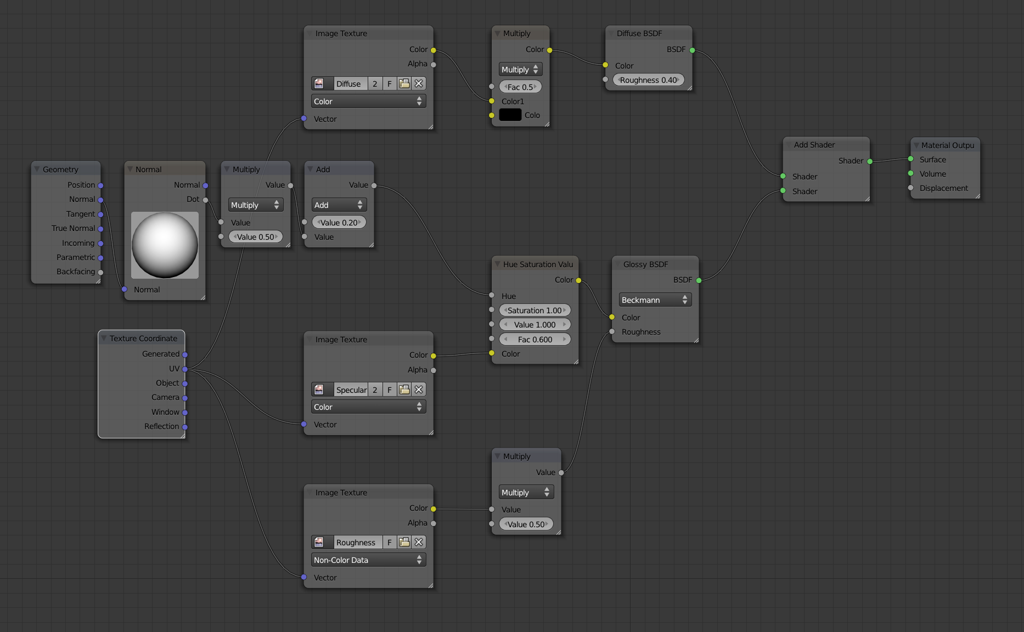 Image Texture
Color
Alpha
Diffuse 2 F
Color
Vector
Multiply
Color
Multiply
Fac 0.5
Color1
Colo
Diffuse BSDF
BSDF
Color
Roughness 0.40
Add Shader
Shader
Shader
Shader
Material Outpu
Surface
Volume
Displacement
Geometry
Position
Normal
Tangent
True Normal
Incoming
Parametric
Backfacing
Normal
Normal
Dot
Normal
Multiply
Value
Multiply
Value
Value 0.50
Add
Value
Add
Value 0.20
Value
Hue Saturation Valu
Color
Hue
Saturation 1.00
Value 1.000
Fac 0.600
Color
Glossy BSDF
BSDF
Beckmann
Color
Roughness
Texture Coordinate
Generated
UV
Object
Camera
Window
Reflection
Image Texture
Color
Alpha
Specular 2 F
Color
Vector
Multiply
Value
Multiply
Value
Value 0.50
Image Texture
Color
Alpha
Roughness F
Non-Color Data
Vector